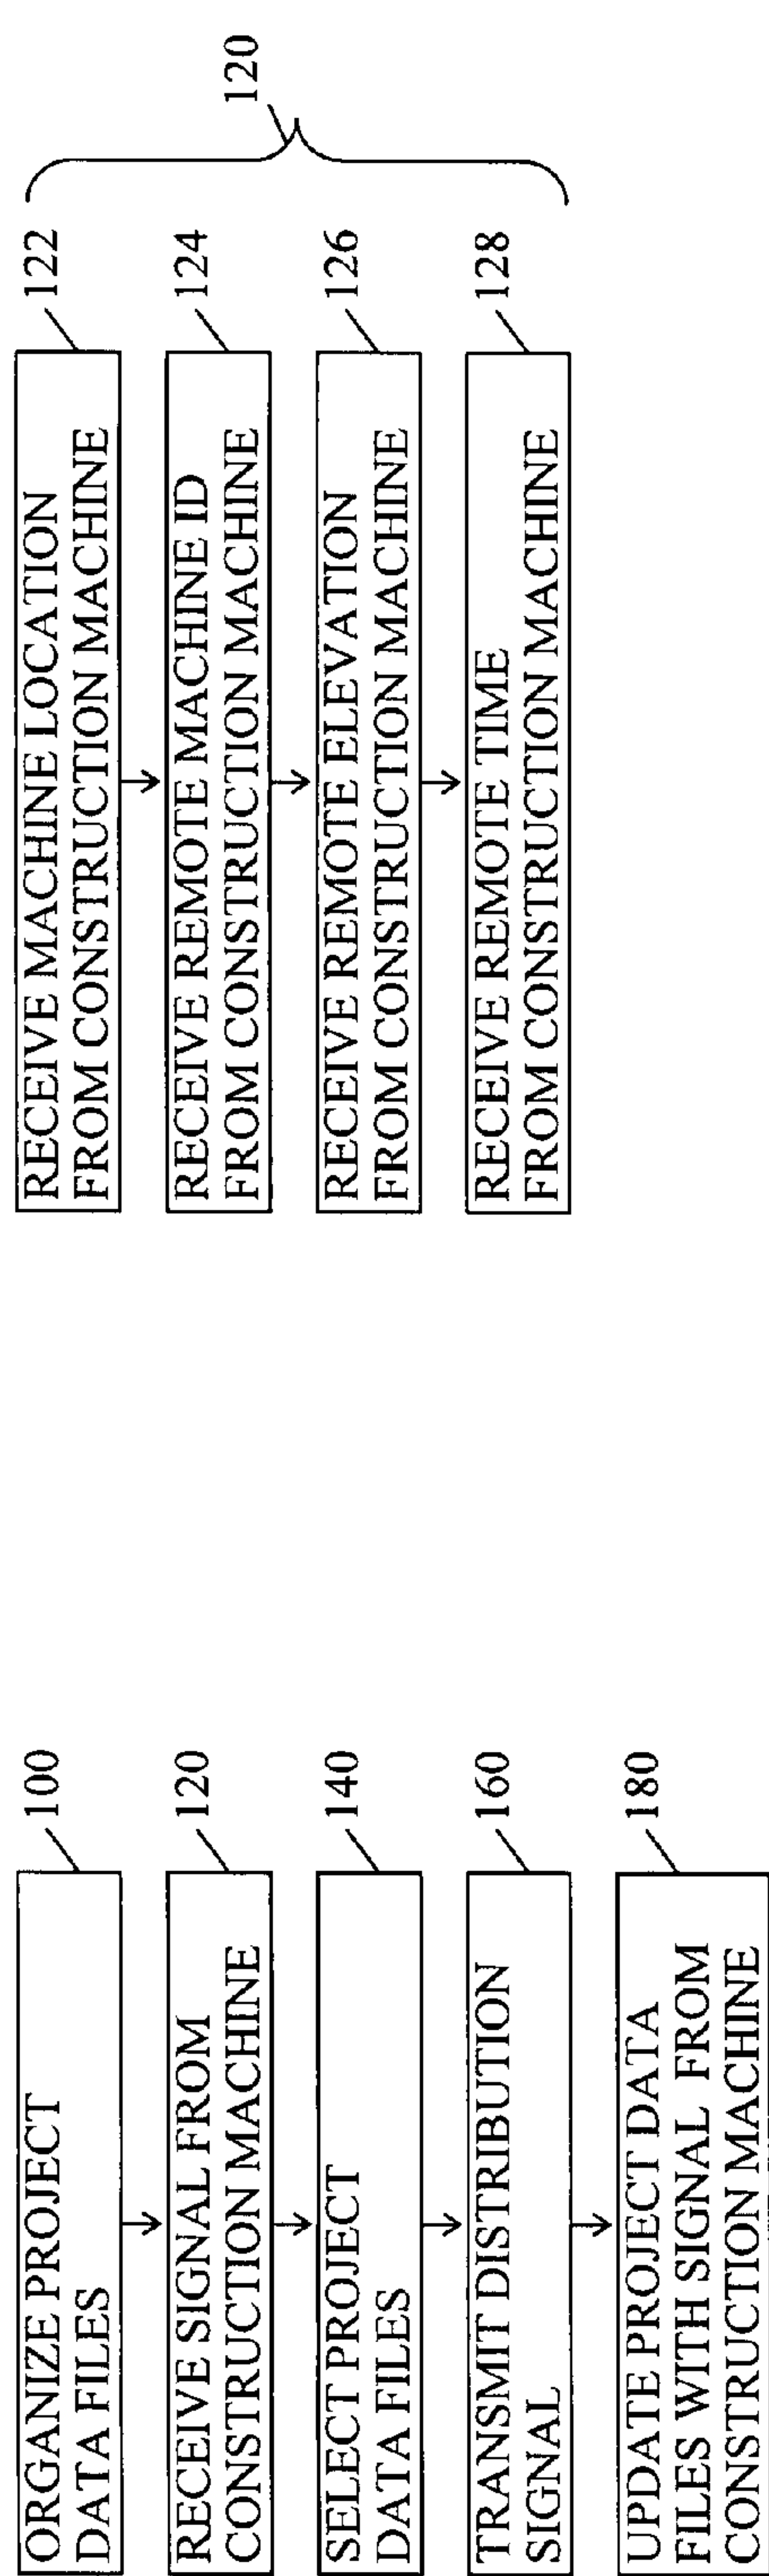 ORGANIZE PROJECT
DATA FILES
100
RECEIVE SIGNAL FROM
CONSTRUCTION MACHINE
120
SELECT PROJECT
DATA FILES
140
TRANSMIT DISTRIBUTION
SIGNAL
160
UPDATE PROJECT DATA
FILES WITH SIGNAL FROM
CONSTRUCTION MACHINE
180
RECEIVE MACHINE LOCATION
FROM CONSTRUCTION MACHINE
122
RECEIVE REMOTE MACHINE ID
FROM CONSTRUCTION MACHINE
124
RECEIVE REMOTE ELEVATION
FROM CONSTRUCTION MACHINE
126
RECEIVE REMOTE TIME
FROM CONSTRUCTION MACHINE
128
120